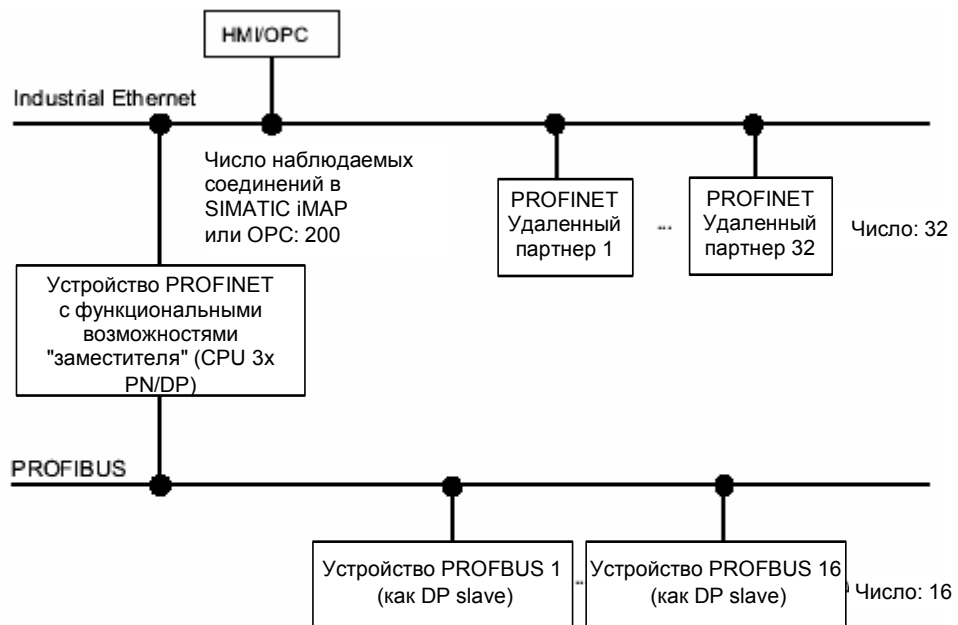 HMI/OPC
Industrial Ethernet
Число наблюдаемых
соединений в
SIMATIC iMAP
или OPC: 200
PROFINET
Удаленный
партнер 1
...
PROFINET
Удаленный
партнер 32
Число: 32
Устройство PROFINET
с функциональными
возможностями
"заместителя" (CPU 3x
PN/DP)
PROFIBUS
Устройство PROFBUS 1
(как DP slave)
..
Устройство PROFBUS 16
(как DP slave)
Число: 16